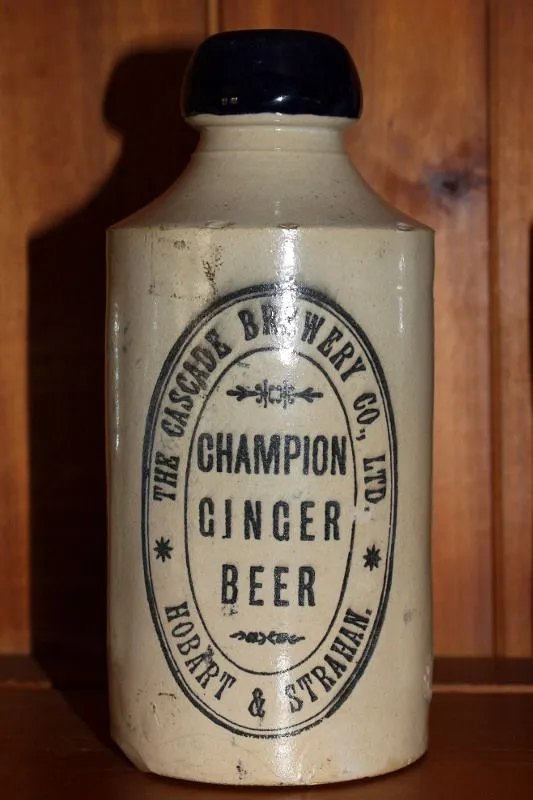 THE CASCADE BREWERY CO., LTD.
CHAMPION
GINGER
BEER
HOBART & STRAHAN.